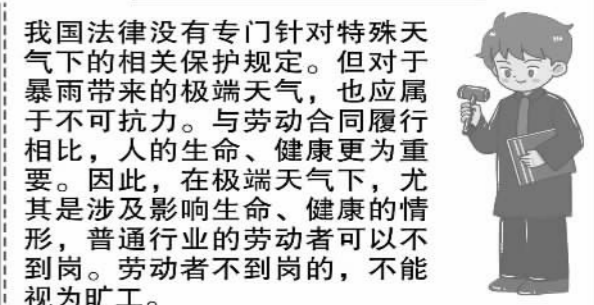 我国法律没有专门针对特殊天
气下的相关保护规定。但对于
暴雨带来的极端天气，也应属
于不可抗力。与劳动合同履行
相比，人的生命、健康更为重
要。因此，在极端天气下，尤
其是涉及影响生命、健康的情
形，普通行业的劳动者可以不
到岗。劳动者不到岗的，不能
视为旷工。